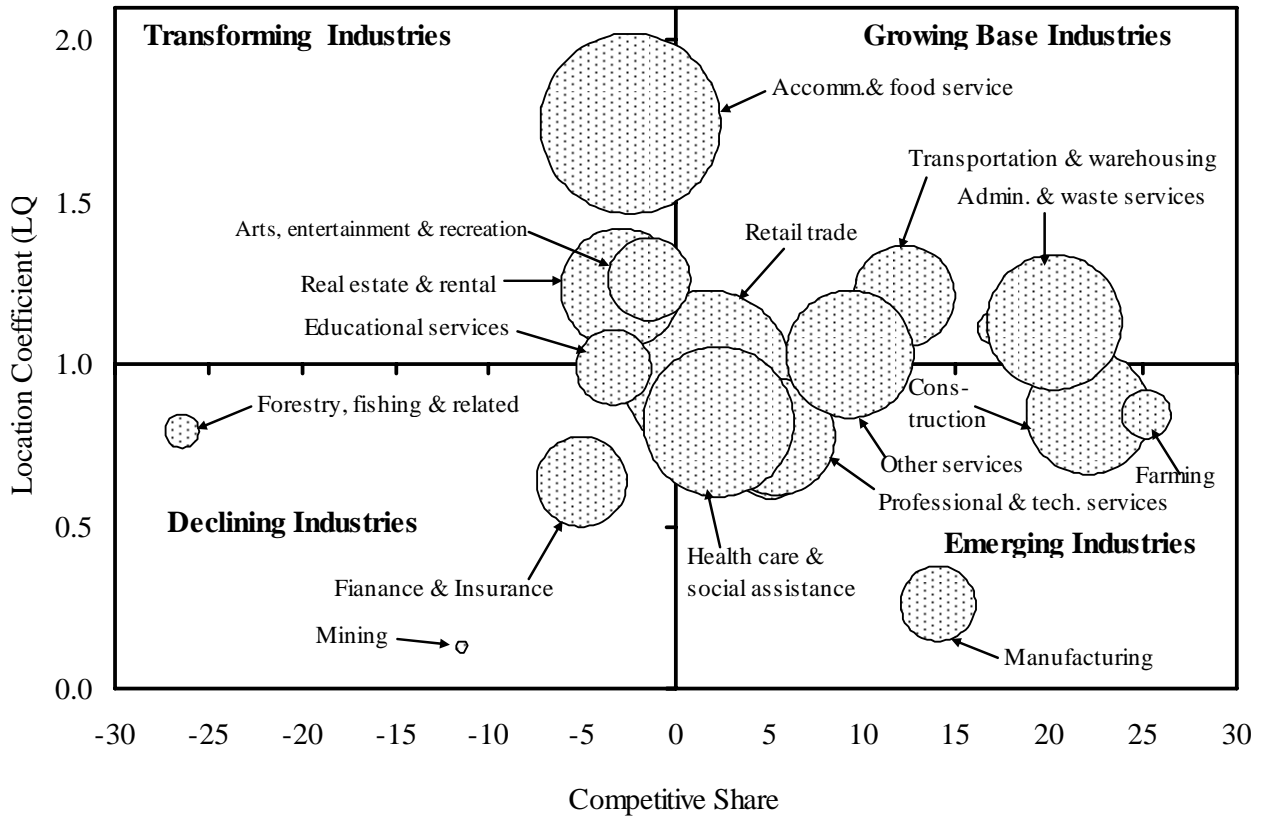 Transforming Industries
Growing Base Industries
Accomm.& food service
Transportation & warehousing
Admin. & waste services
Arts, entertainment & recreation
Retail trade
Real estate & rental
Educational services
Forestry, fishing & related
Cons-
truction
Other services
Farming
Professional & tech. services
Declining Industries
Emerging Industries
Health care &
social assistance
Fianance & Insurance
Mining
Manufacturing
Location Coefficient (LQ
2.0
1.5
1.0
0.5
0.0
-30 -25 -20 -15 -10 -5 0 5 10 15 20 25 30
Competitive Share